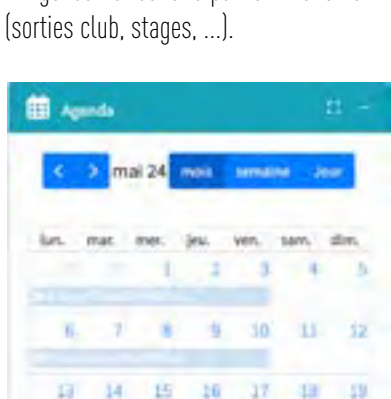 (sorties club, stages, ...).
Agenda
mai 24 mois semaine Jour
lun. mar. mer. jeu. ven. sam. dim.
1 2 3 4 5
6 7 8 9 10 11 12
13 14 15 16 17 18 19